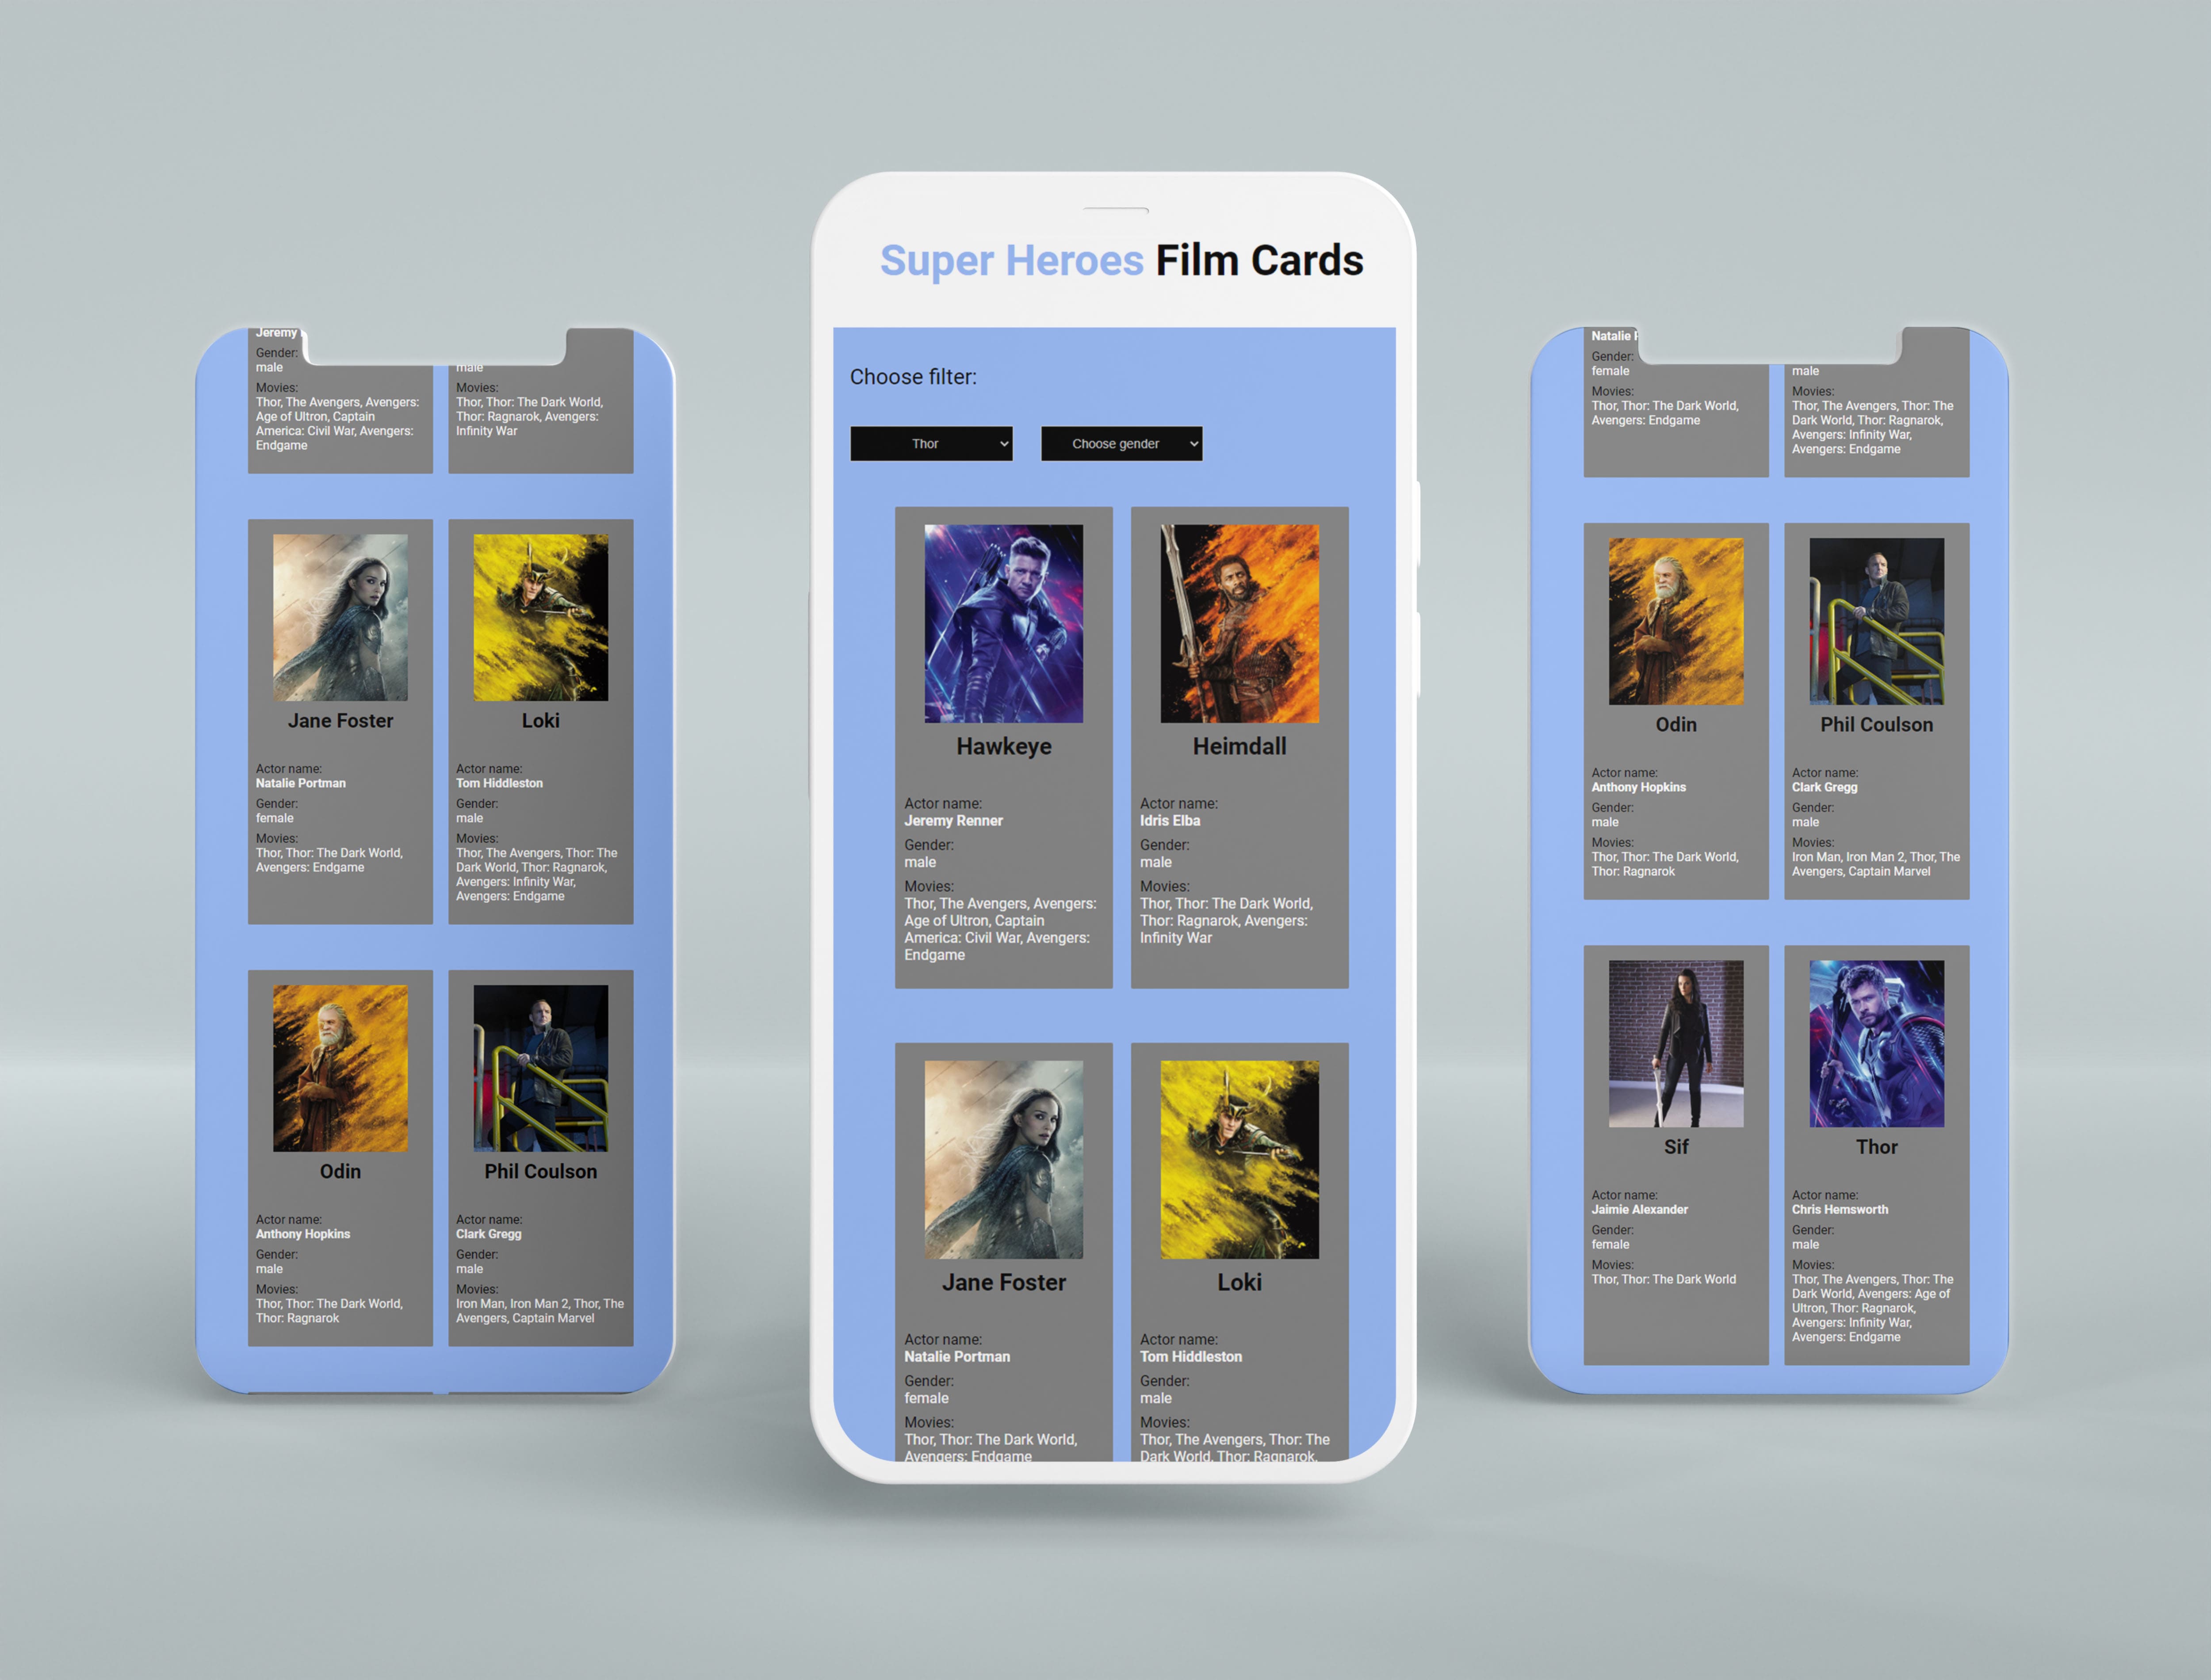 Jeremy
Gender:
male
Movies:
Thor, The Avengers, Avengers:
Age of Ultron, Captain
America: Civil War, Avengers:
Endgame
male
Movies:
Thor, Thor: The Dark World,
Thor: Ragnarok, Avengers:
Infinity War
Jane Foster
Actor name:
Natalie Portman
Gender:
female
Movies:
Thor, Thor: The Dark World,
Avengers: Endgame
Loki
Actor name:
Tom Hiddleston
Gender:
male
Movies:
Thor, The Avengers, Thor: The
Dark World, Thor: Ragnarok,
Avengers: Infinity War,
Avengers: Endgame
Odin
Actor name:
Anthony Hopkins
Gender:
male
Movies:
Thor, Thor: The Dark World,
Thor: Ragnarok
Phil Coulson
Actor name:
Clark Gregg
Gender:
male
Movies:
Iron Man, Iron Man 2, Thor, The
Avengers, Captain Marvel
Super Heroes Film Cards
Choose filter:
Thor
Choose gender
Hawkeye
Actor name:
Jeremy Renner
Gender:
male
Movies:
Thor, The Avengers, Avengers:
Age of Ultron, Captain
America: Civil War, Avengers:
Endgame
Heimdall
Actor name:
Idris Elba
Gender:
male
Movies:
Thor, Thor: The Dark World,
Thor: Ragnarok, Avengers:
Infinity War
Jane Foster
Actor name:
Natalie Portman
Gender:
female
Movies:
Thor, Thor: The Dark World,
Avengers: Endgame
Loki
Actor name:
Tom Hiddleston
Gender:
male
Movies:
Thor, The Avengers, Thor: The
Dark World, Thor: Ragnarok,
Natalie
Gender:
female
Movies:
Thor, Thor: The Dark World,
Avengers: Endgame
male
Movies:
Thor, The Avengers, Thor: The
Dark World, Thor: Ragnarok,
Avengers: Infinity War,
Avengers: Endgame
Odin
Actor name:
Anthony Hopkins
Gender:
male
Movies:
Thor, Thor: The Dark World,
Thor: Ragnarok
Phil Coulson
Actor name:
Clark Gregg
Gender:
male
Movies:
Iron Man, Iron Man 2, Thor, The
Avengers, Captain Marvel
Sif
Actor name:
Jaimie Alexander
Gender:
female
Movies:
Thor, Thor: The Dark World
Thor
Actor name:
Chris Hemsworth
Gender:
male
Movies:
Thor, The Avengers, Thor: The
Dark World, Avengers: Age of
Ultron, Thor: Ragnarok,
Avengers: Infinity War,
Avengers: Endgame